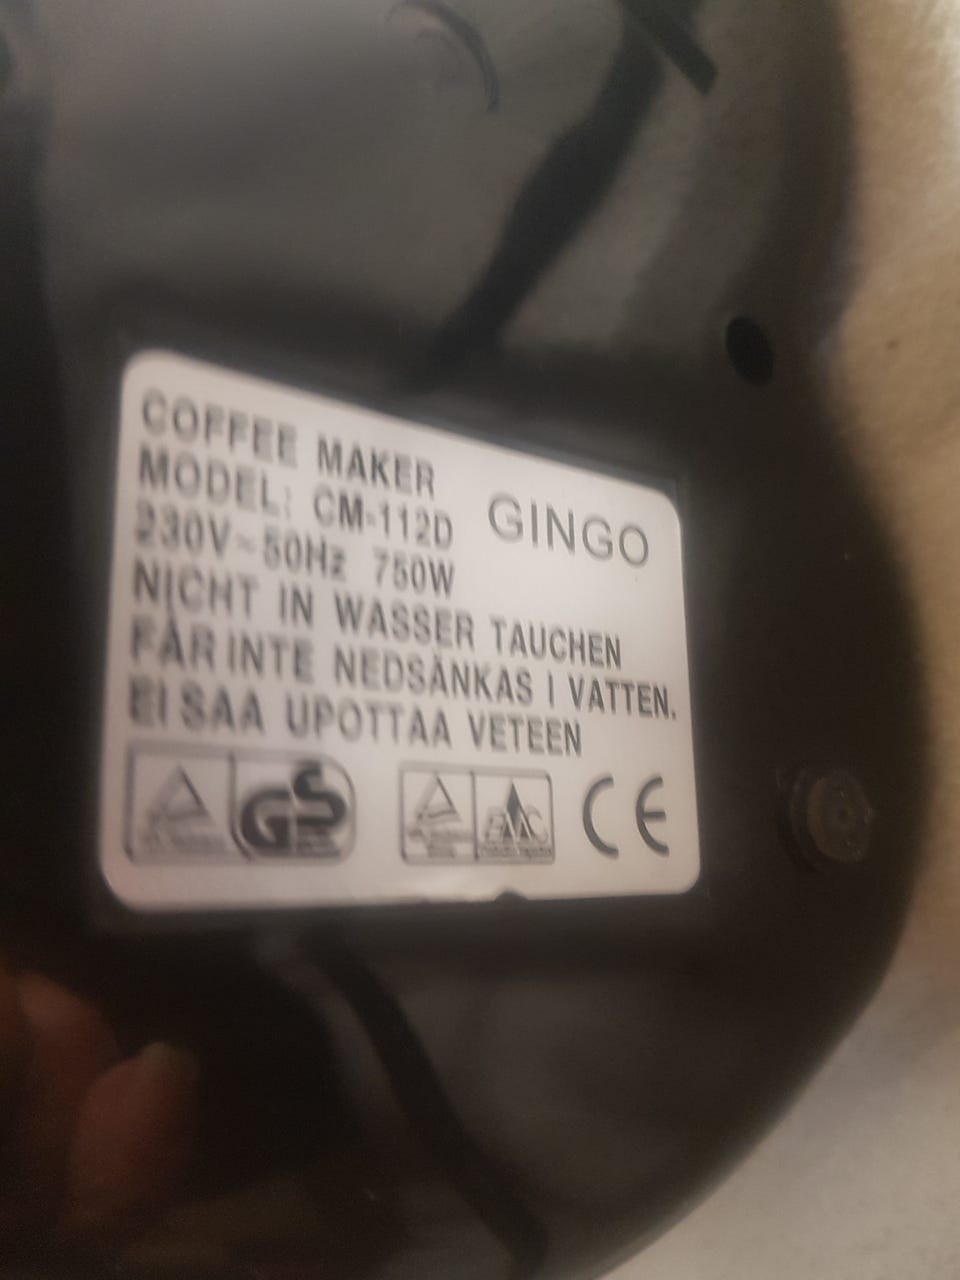 COFFEE MAKER
MODEL: CM-112D
GINGO
230V~50Hz 750W
NICHT IN WASSER TAUCHEN
FÅR INTE NEDSÄNKAS I VATTEN.
EI SAA UPOTTAA VETEEN
GS
EMC
CE